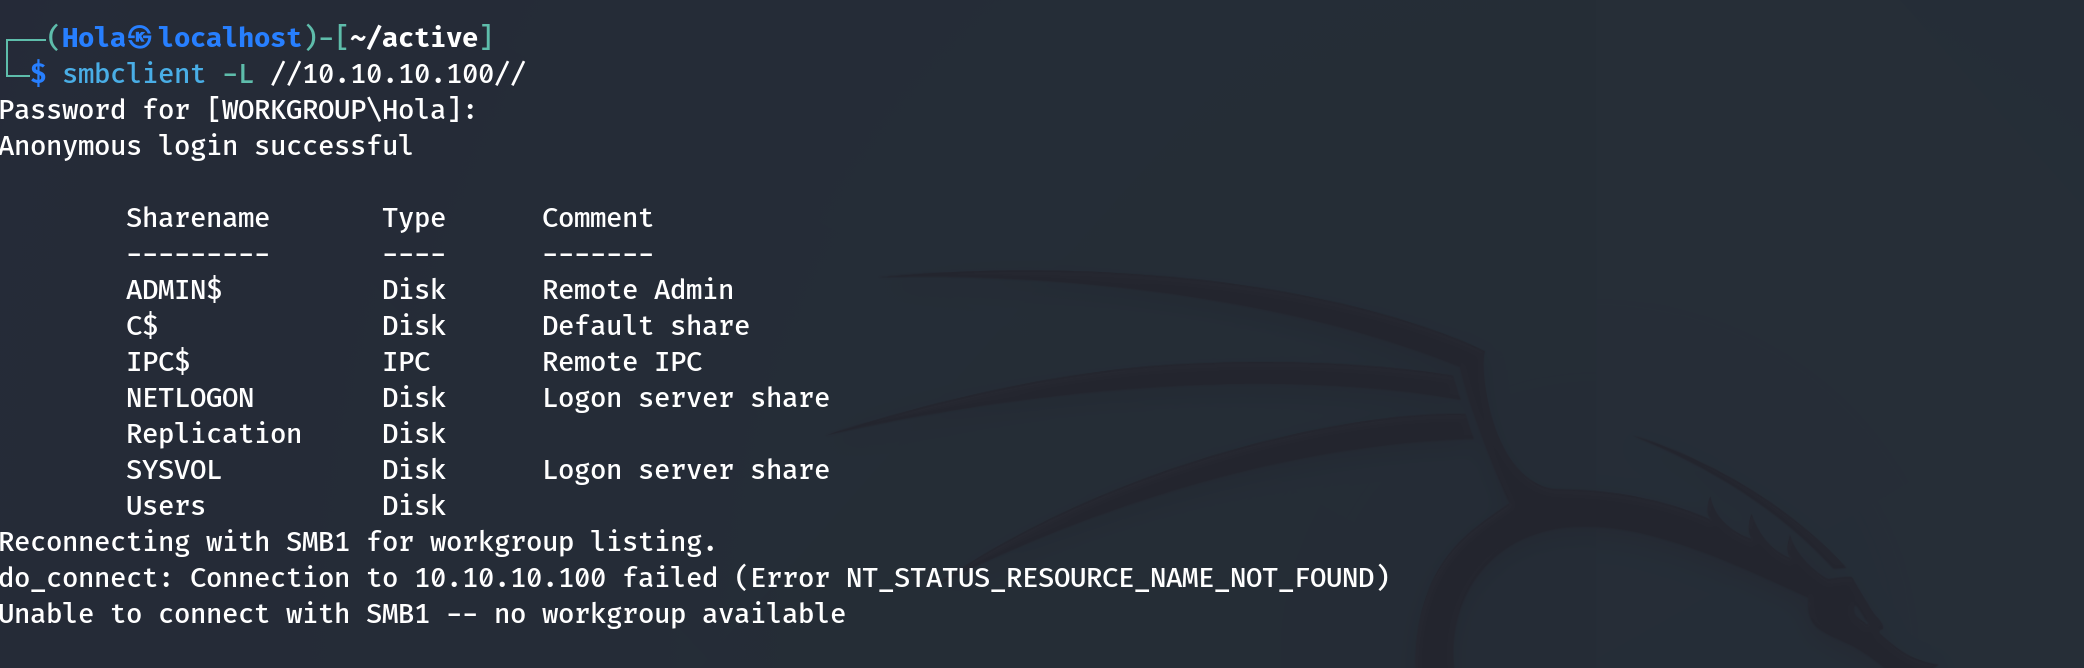 ┌──(Hola㉿localhost)-[~/active]
└─$ smbclient -L //10.10.10.100//
Password for [WORKGROUP\Hola]:
Anonymous login successful

        Sharename       Type      Comment
        ---------       ----      -------
        ADMIN$          Disk      Remote Admin
        C$              Disk      Default share
        IPC$            IPC       Remote IPC
        NETLOGON        Disk      Logon server share
        Replication     Disk
        SYSVOL          Disk      Logon server share
        Users           Disk
Reconnecting with SMB1 for workgroup listing.
do_connect: Connection to 10.10.10.100 failed (Error NT_STATUS_RESOURCE_NAME_NOT_FOUND)
Unable to connect with SMB1 -- no workgroup available